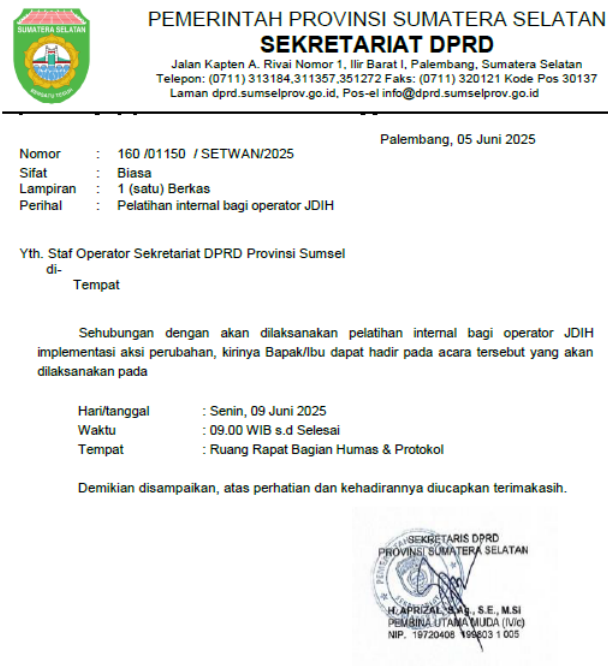 SUMATERA SELATAN
BERSATU TEGUH
PEMERINTAH PROVINSI SUMATERA SELATAN
SEKRETARIAT DPRD
Jalan Kapten A. Rivai Nomor 1, Ilir Barat I, Palembang, Sumatera Selatan
Telepon: (0711) 313184,311357,351272 Faks: (0711) 320121 Kode Pos 30137
Laman dprd.sumselprov.go.id, Pos-el info@dprd.sumselprov.go.id
Palembang, 05 Juni 2025
Nomor : 160 /01150 / SETWAN/2025
Sifat : Biasa
Lampiran : 1 (satu) Berkas
Perihal : Pelatihan internal bagi operator JDIH
Yth. Staf Operator Sekretariat DPRD Provinsi Sumsel
di-
Tempat
Sehubungan dengan akan dilaksanakan pelatihan internal bagi operator JDIH
implementasi aksi perubahan, kirinya Bapak/Ibu dapat hadir pada acara tersebut yang akan
dilaksanakan pada
Hari/tanggal : Senin, 09 Juni 2025
Waktu : 09.00 WIB s.d Selesai
Tempat : Ruang Rapat Bagian Humas & Protokol
Demikian disampaikan, atas perhatian dan kehadirannya diucapkan terimakasih.
SEKRETARIS DPRD
PROVINSI SUMATERA SELATAN
H. APRIZAL, S.Ag., S.E., M.SI
PEMBINA UTAMA MUDA (IV/c)
NIP. 19720408 199803 1 005